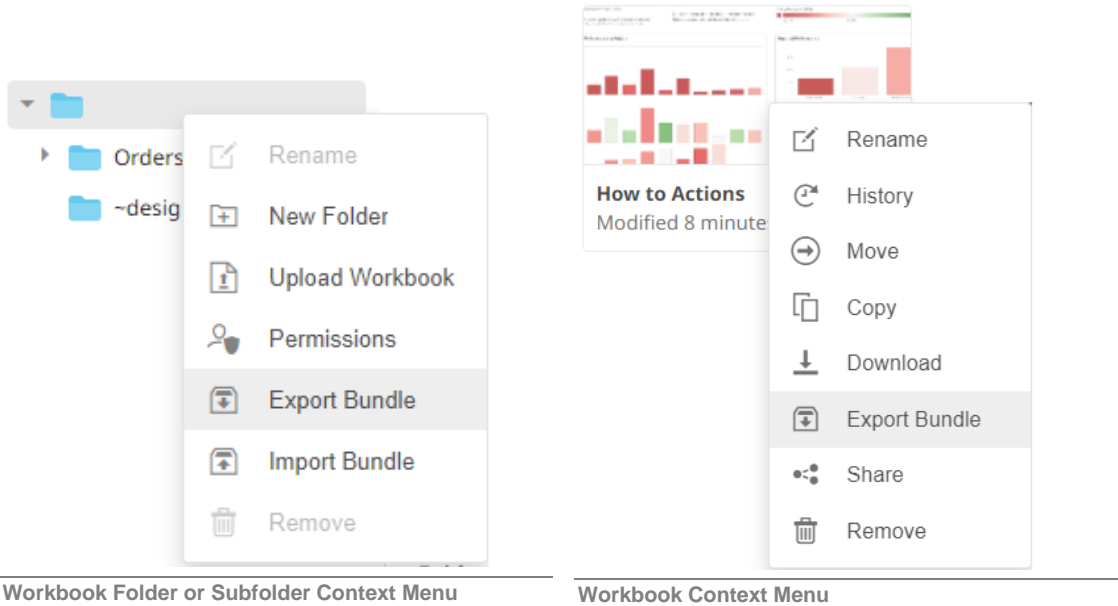 Orders
~desig
Rename
New Folder
Upload Workbook
Permissions
Export Bundle
Import Bundle
Remove
Workbook Folder or Subfolder Context Menu
How to Actions
Modified 8 minute
Rename
History
Move
Copy
Download
Export Bundle
Share
Remove
Workbook Context Menu